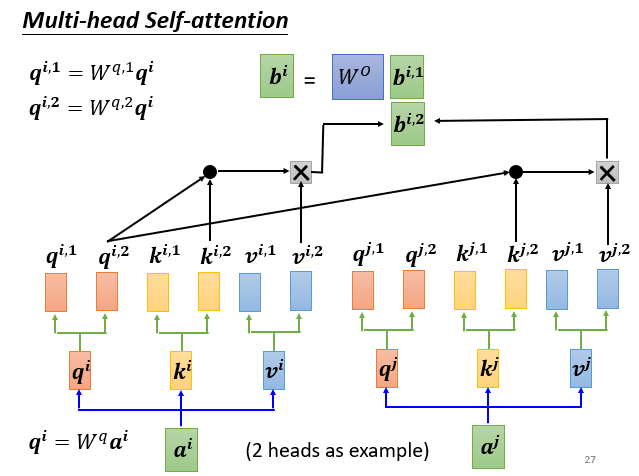 Multi-head Self-attention
q^{i,1} = W^{q,1}q^i
q^{i,2} = W^{q,2}q^i
b^i = W^O b^{i,1}
b^{i,2}
q^{i,1} q^{i,2} k^{i,1} k^{i,2} v^{i,1} v^{i,2} q^{j,1} q^{j,2} k^{j,1} k^{j,2} v^{j,1} v^{j,2}
q^i k^i v^i q^j k^j v^j
q^i = W^q a^i
a^i (2 heads as example) a^j
27